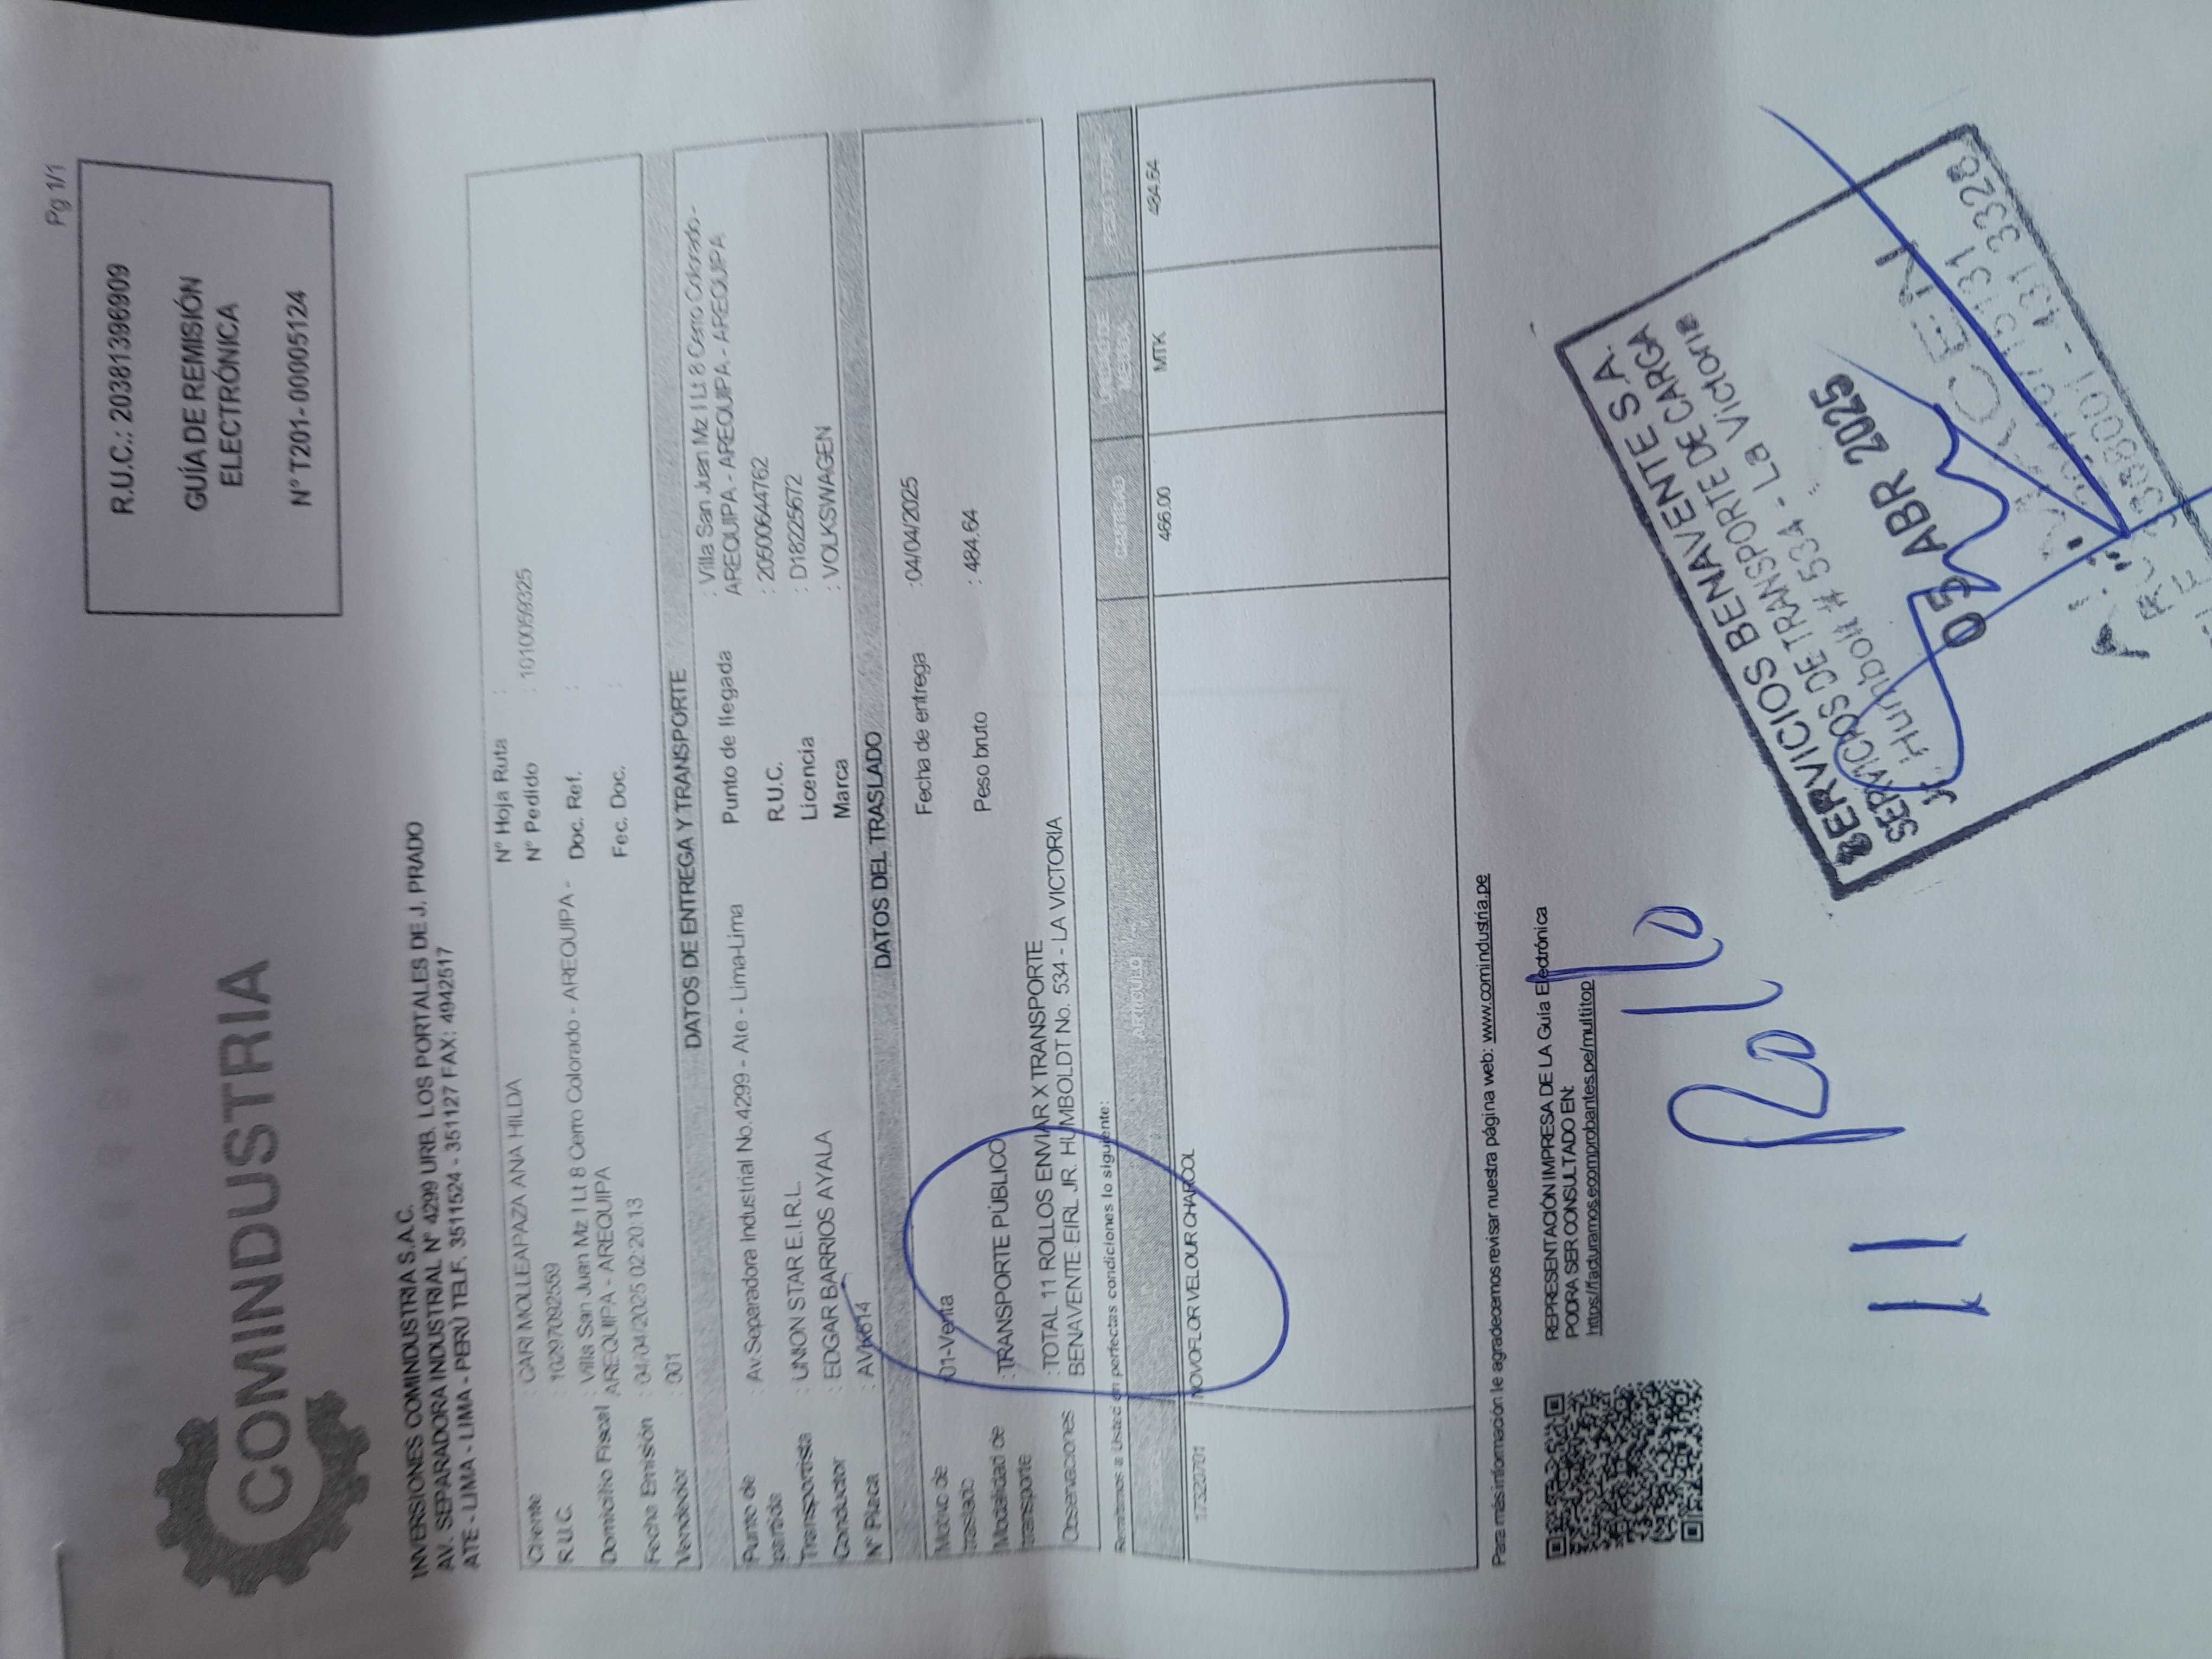 Pg 1/1
COMINDUSTRIA
R.U.C.: 20381396909
GUÍA DE REMISIÓN
ELECTRÓNICA
N° T201-00005124
INVERSIONES COMINDUSTRIA S.A.C.
AV. SEPARADORA INDUSTRIAL N° 4299 URB. LOS PORTALES DE J. PRADO
ATE - LIMA - LIMA - PERÚ TELF. 3511524 - 351127 FAX: 4942517
Cliente : CARI MOLLEAPAZA ANA HILDA N° Hoja Ruta :
R.U.C. : 10297092559 N° Pedido : 1010059325
Domicilio Fiscal : Villa San Juan Mz I Lt 8 Cerro Colorado - AREQUIPA - Doc. Ref. :
AREQUIPA - AREQUIPA
Fecha Emisión : 04/04/2025 02:20:13 Fec. Doc. :
Vendedor : 001
DATOS DE ENTREGA Y TRANSPORTE
Punto de partida : Av.Separadora Industrial No.4299 - Ate - Lima-Lima Punto de llegada : Villa San Juan Mz I Lt 8 Cerro Colorado -
AREQUIPA - AREQUIPA - AREQUIPA - AREQUIPA
Transportista : UNION STAR E.I.R.L. R.U.C. : 20500644762
Conductor : EDGAR BARRIOS AYALA Licencia : D18225672
N° Placa : Marca : VOLKSWAGEN
DATOS DEL TRASLADO
Motivo de traslado : 01-Venta Fecha de entrega : 04/04/2025
Modalidad de transporte : TRANSPORTE PÚBLICO Peso bruto : 484.64
Observaciones : TOTAL 11 ROLLOS ENVIAR X TRANSPORTE
BENAVENTE EIRL JR. HUMBOLDT No. 534 - LA VICTORIA
Remitimos a Usted en perfectas condiciones lo siguiente:
ATRIBUTO CANTIDAD
17320701 NOVOFLOR VELOUR CHARCOL 466.00 MTK 484.64
Para más información le agradecemos revisar nuestra página web: www.comindustria.pe
REPRESENTACIÓN IMPRESA DE LA Guía Electrónica
PODRA SER CONSULTADO EN:
https://facturamos.ecomprobantes.pe/multitop
11 Rollo
SERVICIOS BENAVENTE S.A.
SERVICIOS DE TRANSPORTE DE CARGA
Jr. Humbolt # 534 - La Victoria
ABR 2025